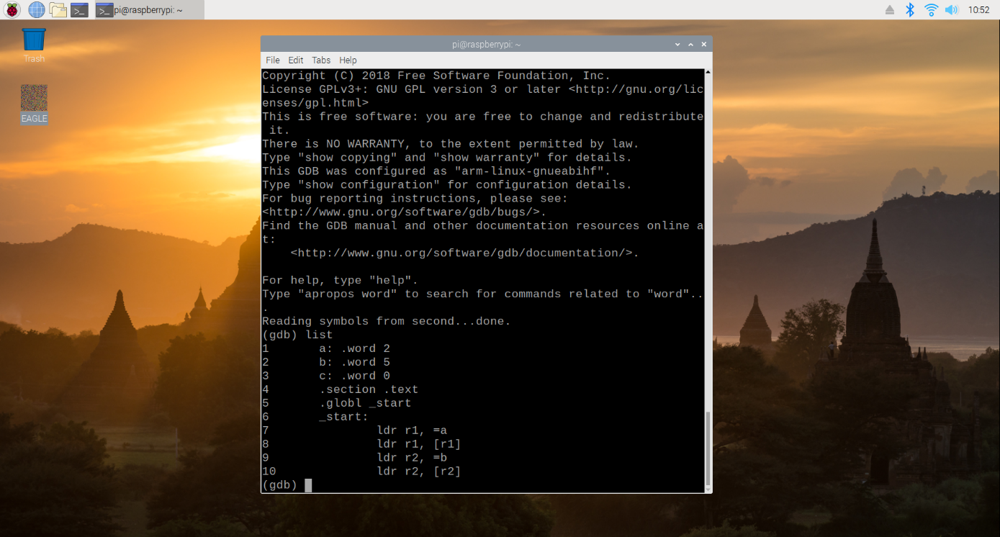 pi@raspberrypi: ~
10:52
Trash
EAGLE
pi@raspberrypi: ~
File Edit Tabs Help
Copyright (C) 2018 Free Software Foundation, Inc.
License GPLv3+: GNU GPL version 3 or later <http://gnu.org/lic
enses/gpl.html>
This is free software: you are free to change and redistribute
 it.
There is NO WARRANTY, to the extent permitted by law.
Type "show copying" and "show warranty" for details.
This GDB was configured as "arm-linux-gnueabihf".
Type "show configuration" for configuration details.
For bug reporting instructions, please see:
<http://www.gnu.org/software/gdb/bugs/>.
Find the GDB manual and other documentation resources online a
t:
    <http://www.gnu.org/software/gdb/documentation/>.
For help, type "help".
Type "apropos word" to search for commands related to "word"..
.
Reading symbols from second...done.
(gdb) list
1       a: .word 2
2       b: .word 5
3       c: .word 0
4       .section .text
5       .globl _start
6       _start:
7               ldr r1, =a
8               ldr r1, [r1]
9               ldr r2, =b
10              ldr r2, [r2]
(gdb)